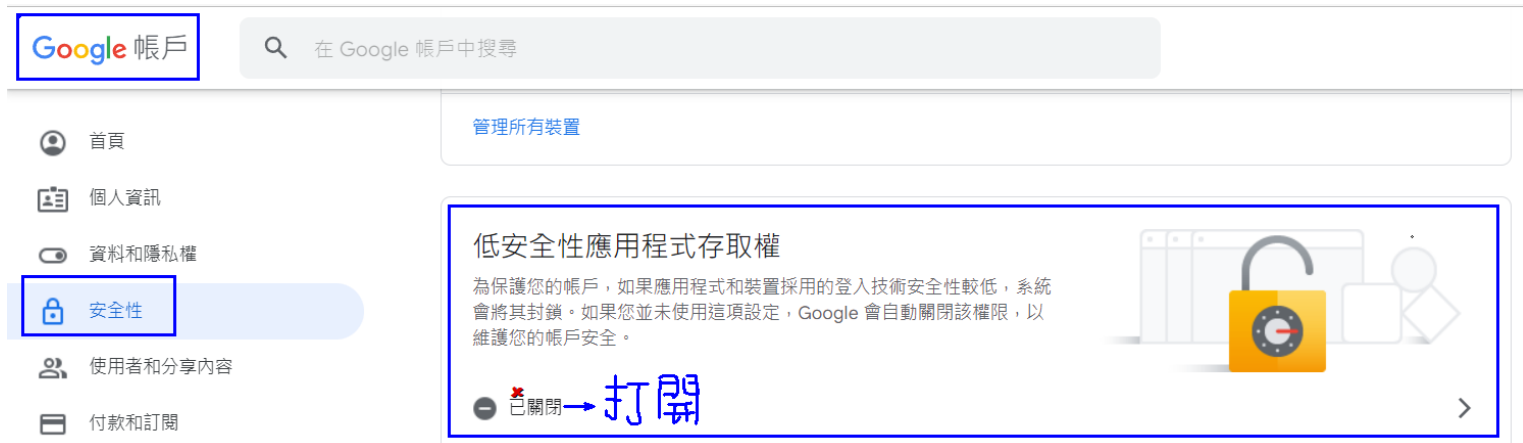 Google 帳戶
在 Google 帳戶中搜尋
管理所有裝置
首頁
個人資訊
資料和隱私權
安全性
使用者和分享內容
付款和訂閱
低安全性應用程式存取權
為保護您的帳戶，如果應用程式和裝置採用的登入技術安全性較低，系統
會將其封鎖。如果您並未使用這項設定，Google 會自動關閉該權限，以
維護您的帳戶安全。
已關閉→打開